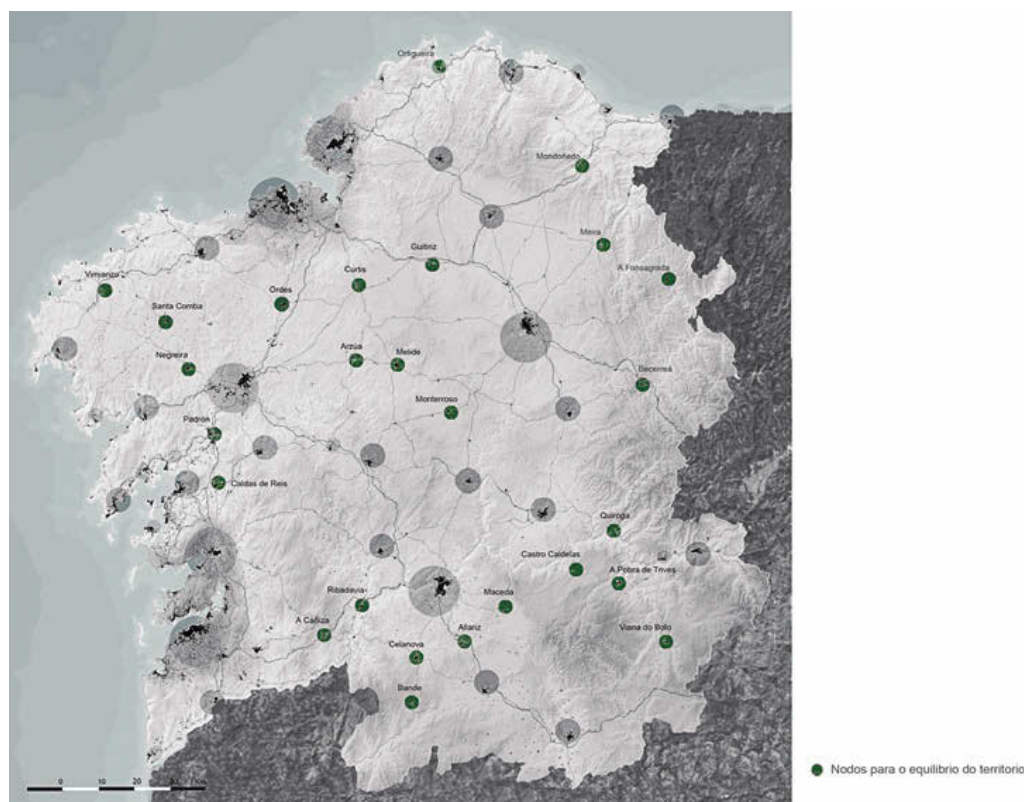 Ortigueira
Mondoñedo
Meira
Guitiriz
A Fonsagrada
Curtis
Vimianzo
Ordes
Santa Comba
Arzúa
Melide
Negreira
Becerreá
Monterroso
Padrón
Caldas de Reis
Quiroga
Castro Caldelas
A Pobra de Trives
Ribadavia
Maceda
A Cañiza
Allariz
Viana do Bolo
Celanova
Bande
Nodos para o equilibrio do territorio
0 10 20 30